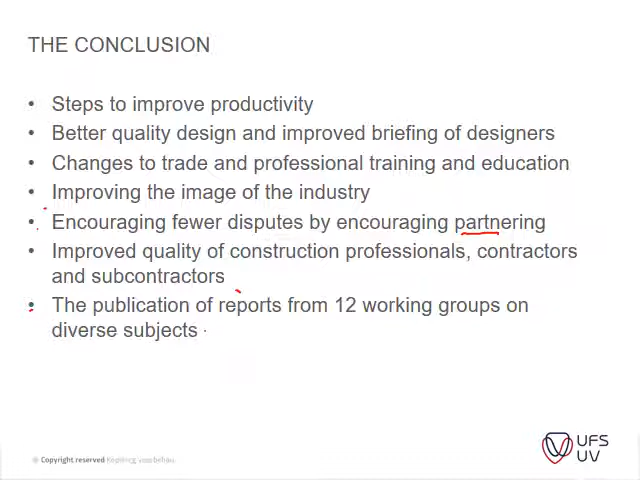 THE CONCLUSION
• Steps to improve productivity
• Better quality design and improved briefing of designers
• Changes to trade and professional training and education
• Improving the image of the industry
• Encouraging fewer disputes by encouraging partnering
• Improved quality of construction professionals, contractors
and subcontractors
• The publication of reports from 12 working groups on
diverse subjects
UFS
UV
Copyright reserved Kopiereg voorbehou